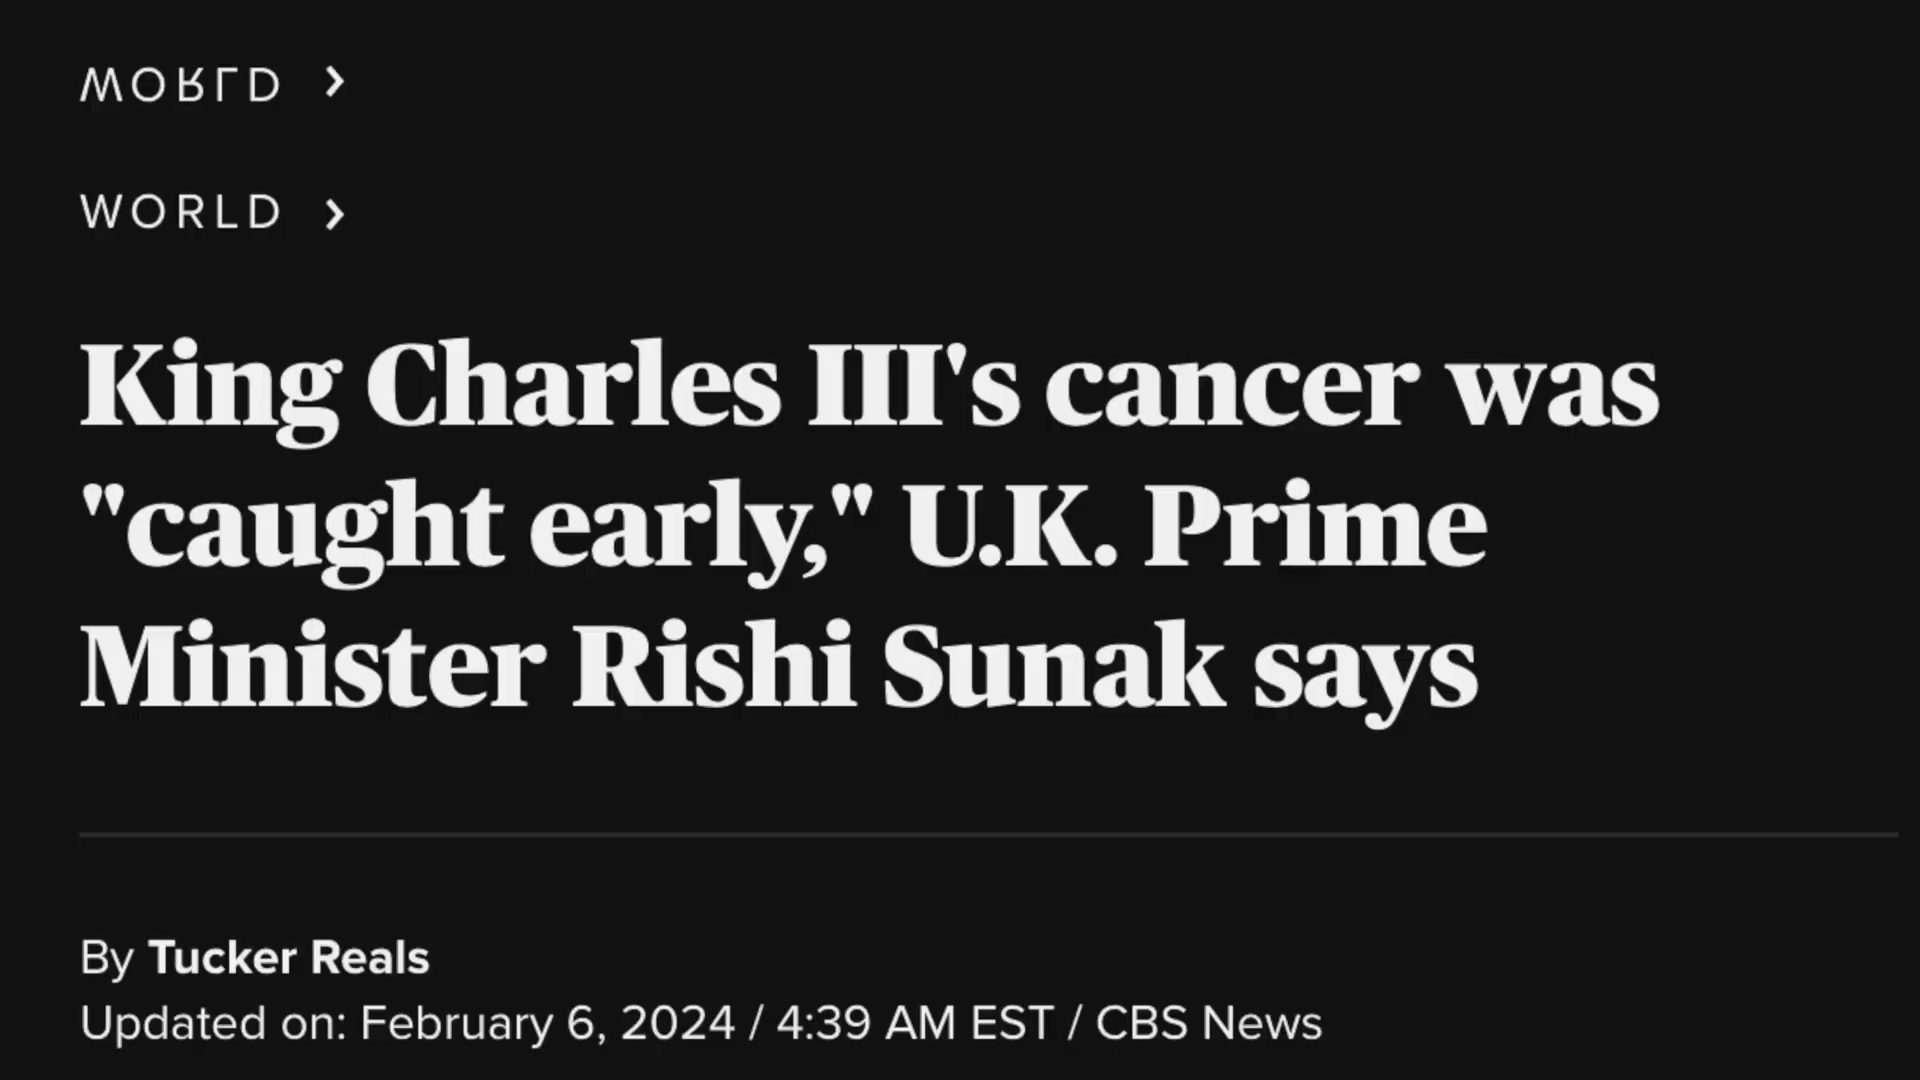 WORLD >
WORLD >
King Charles III's cancer was
"caught early," U.K. Prime
Minister Rishi Sunak says
By Tucker Reals
Updated on: February 6, 2024 / 4:39 AM EST / CBS News